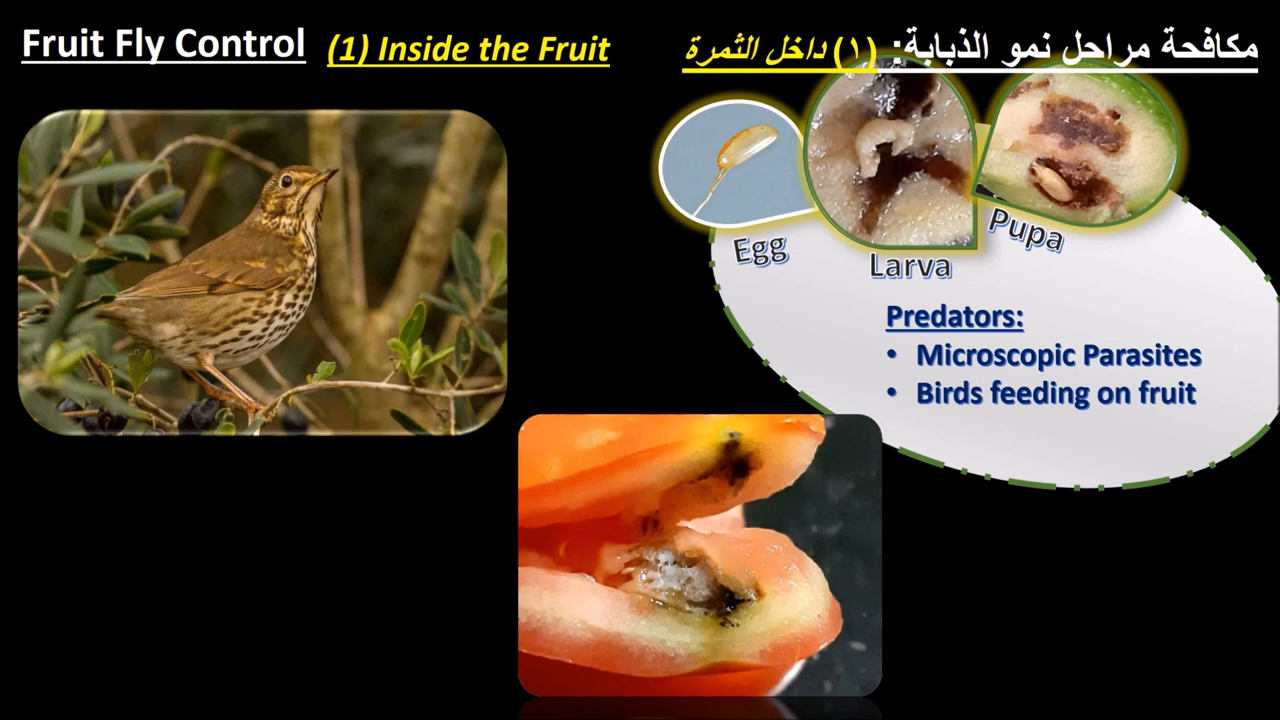 Fruit Fly Control (1) Inside the Fruit
مكافحة مراحل نمو الذبابة: (١) داخل الثمرة
Egg
Larva
Pupa
Predators:
• Microscopic Parasites
• Birds feeding on fruit